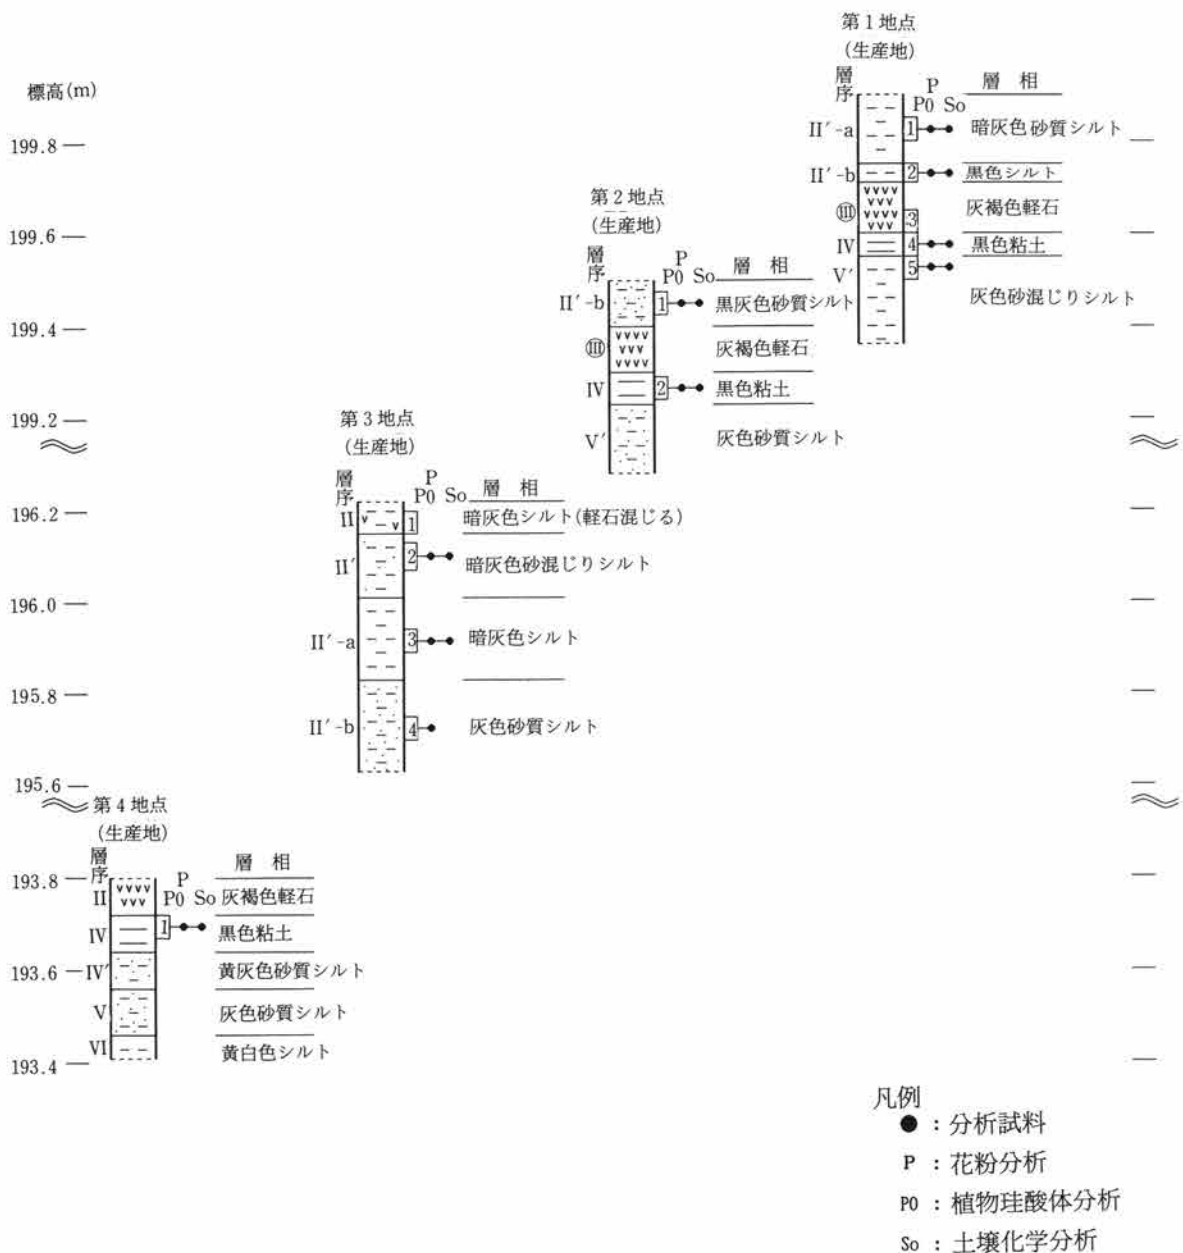 標高(m)
199.8
199.6
199.4
199.2
196.2
196.0
195.8
195.6
193.8
193.6
193.4
第1地点
(生産地)
層序
P
PO So
層 相
II′-a
1
暗灰色砂質シルト
II′-b
2
黒色シルト
Ⅲ
3
灰褐色軽石
IV
4
黒色粘土
V′
5
灰色砂混じりシルト
第2地点
(生産地)
層序
P
PO So
層 相
II′-b
1
黒灰色砂質シルト
Ⅲ
灰褐色軽石
IV
2
黒色粘土
V′
灰色砂質シルト
第3地点
(生産地)
層序
P
PO So
層 相
II
1
暗灰色シルト(軽石混じる)
II′
2
暗灰色砂混じりシルト
II′-a
3
暗灰色シルト
II′-b
4
灰色砂質シルト
第4地点
(生産地)
層序
P
PO So
層 相
II
灰褐色軽石
IV
1
黒色粘土
IV′
黄灰色砂質シルト
V
灰色砂質シルト
VI
黄白色シルト
凡例
● : 分析試料
P : 花粉分析
PO : 植物珪酸体分析
So : 土壌化学分析